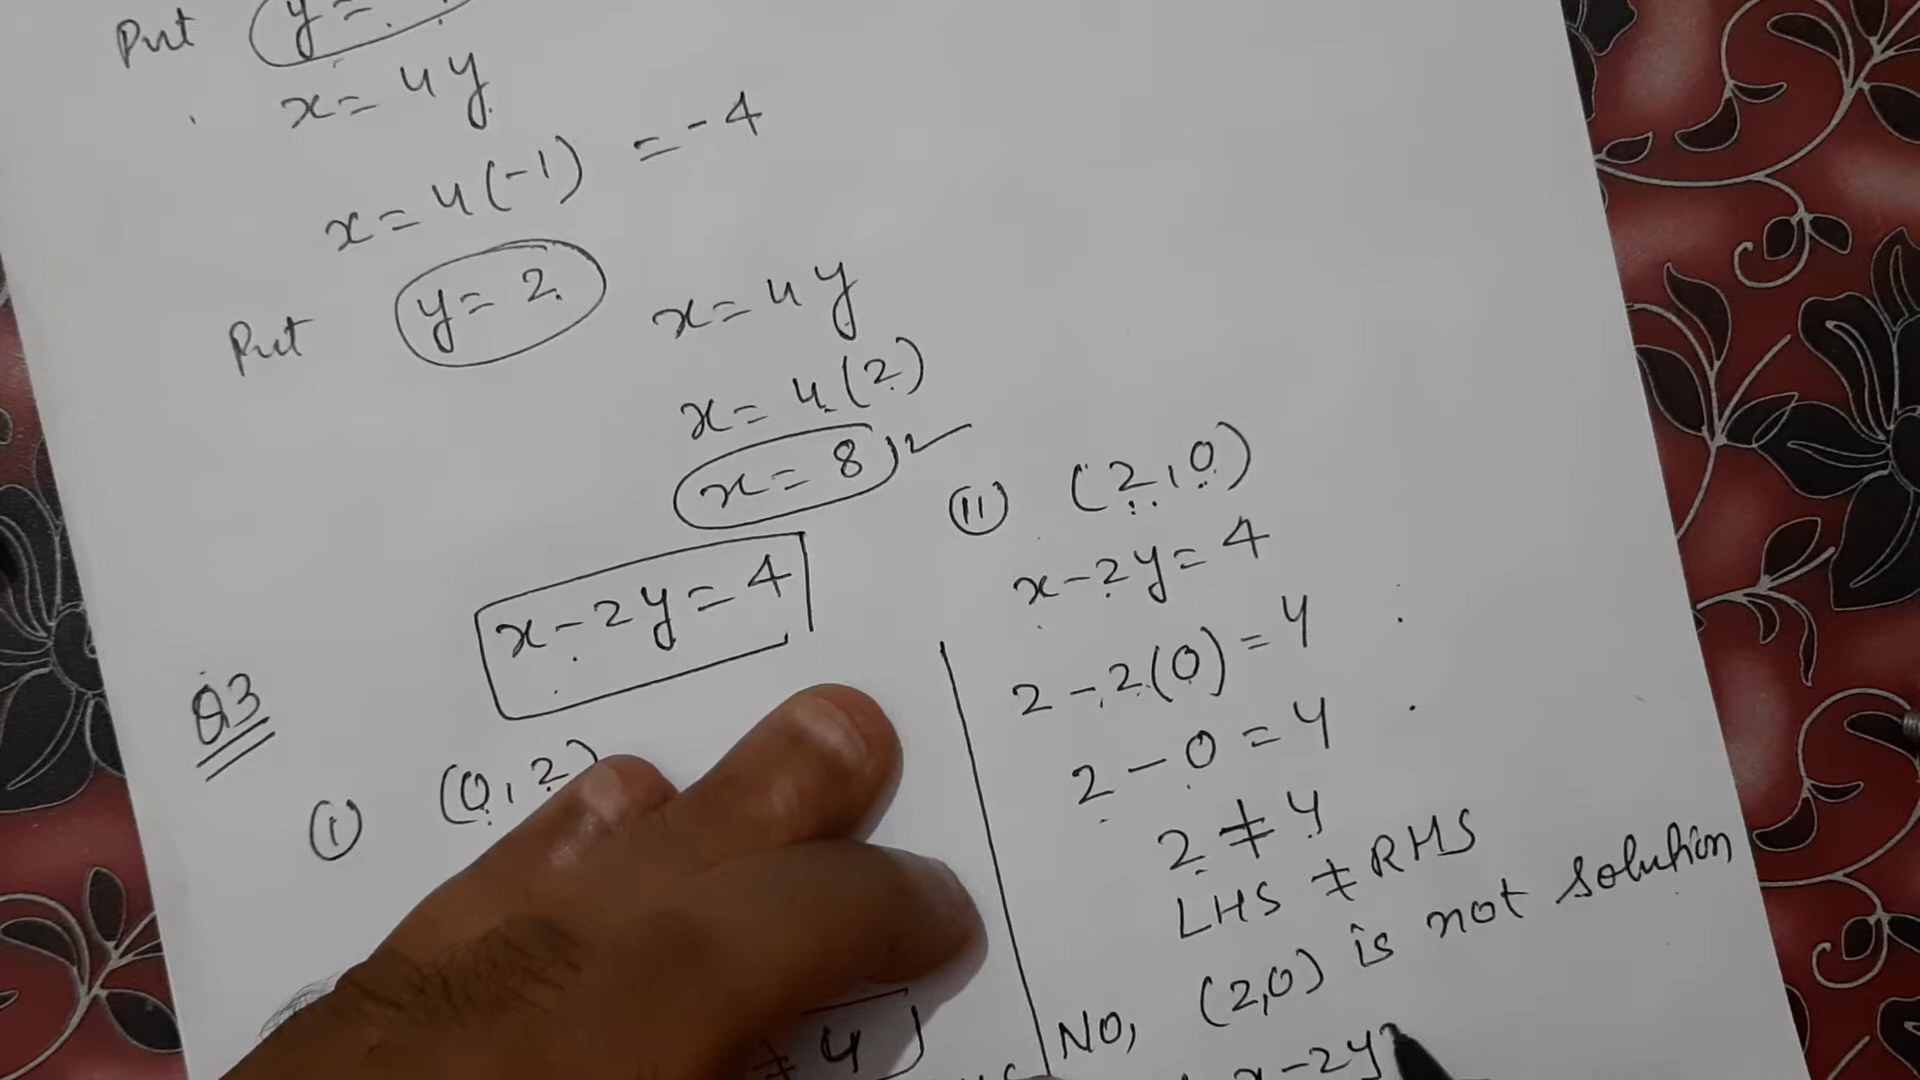 Put y =
x = 4y
x = 4(-1) = -4
Put y = 2
x = 4y
x = 4(2)
x = 8
Q3
x - 2y = 4
(i) (0, 2)
≠ 4
(ii) (2, 0)
x - 2y = 4
2 - 2(0) = 4
2 - 0 = 4
2 ≠ 4
LHS ≠ RHS
NO, (2,0) is not solution
x - 2y